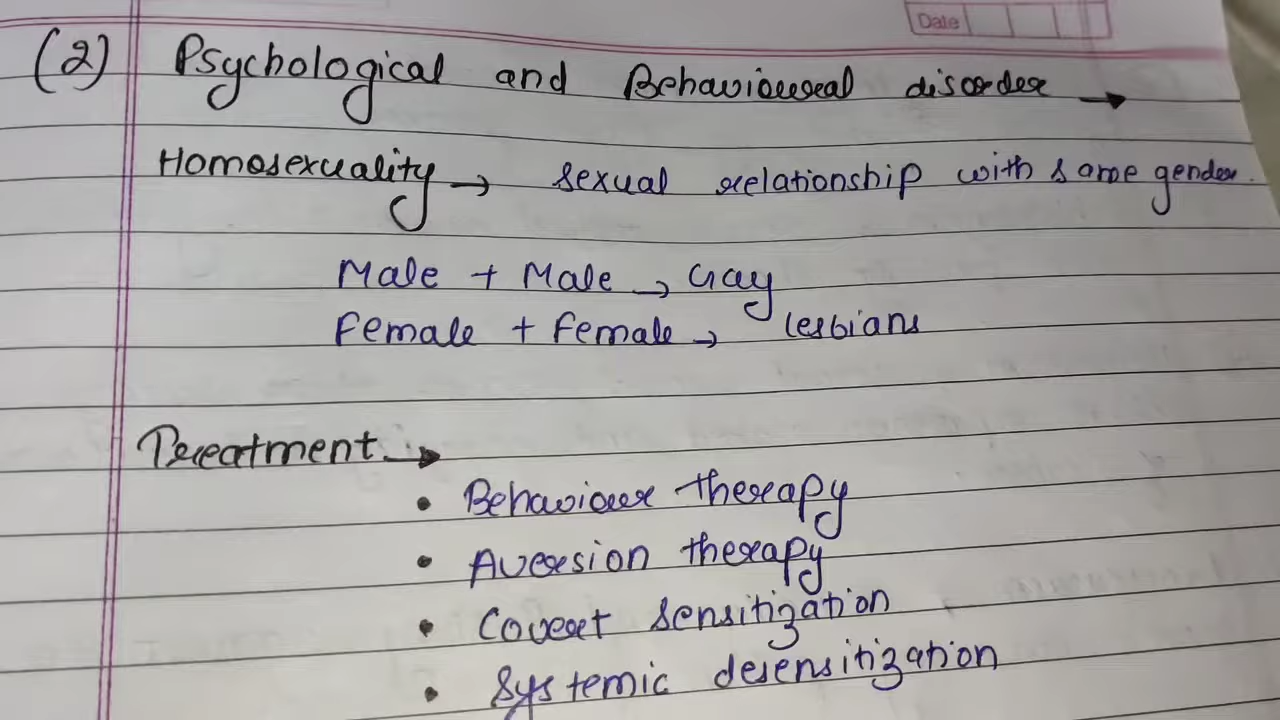 Date
(2) Psychological and Behavioural disorder →
Homosexuality → sexual relationship with same gender.
Male + Male → Gay
Female + Female → lesbians
Treatment →
• Behaviour therapy
• Aversion therapy
• Covert sensitization
• Systemic desensitization